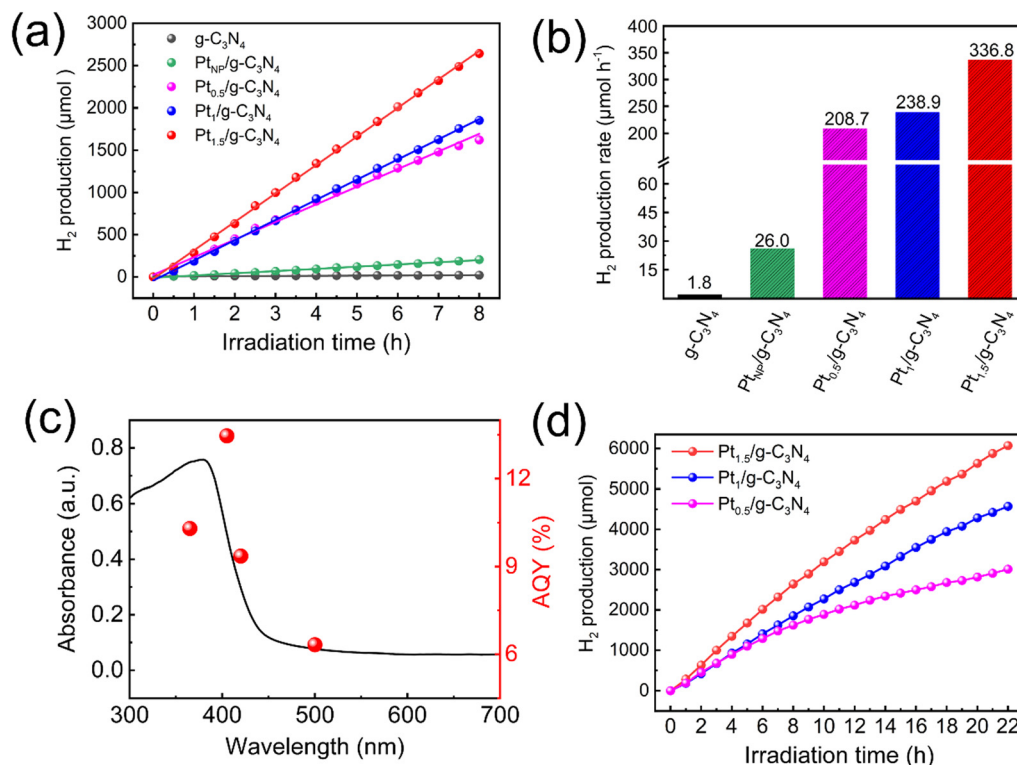 (a)
H₂ production (μmol)
3000
2500
2000
1500
1000
500
0
g-C₃N₄
Pt_NP/g-C₃N₄
Pt₀.₅/g-C₃N₄
Pt₁/g-C₃N₄
Pt₁.₅/g-C₃N₄
0 1 2 3 4 5 6 7 8
Irradiation time (h)
(b)
H₂ production rate (μmol h⁻¹)
400
350
300
250
200
60
45
30
15
1.8
26.0
208.7
238.9
336.8
g-C₃N₄
Pt_NP/g-C₃N₄
Pt₀.₅/g-C₃N₄
Pt₁/g-C₃N₄
Pt₁.₅/g-C₃N₄
(c)
Absorbance (a.u.)
0.8
0.6
0.4
0.2
0.0
12
9
6
AQY (%)
300 400 500 600 700
Wavelength (nm)
(d)
H₂ production (μmol)
6000
5000
4000
3000
2000
1000
0
Pt₁.₅/g-C₃N₄
Pt₁/g-C₃N₄
Pt₀.₅/g-C₃N₄
0 2 4 6 8 10 12 14 16 18 20 22
Irradiation time (h)